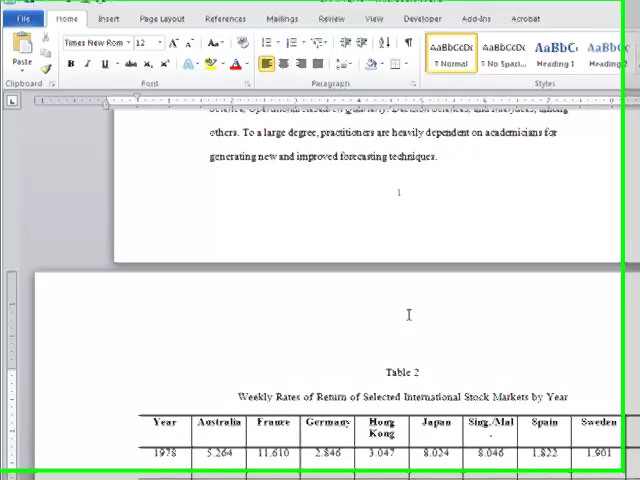 File Home Insert Page Layout References Mailings Review View Developer Add-Ins Acrobat
Paste
Times New Rom 12
AaBbCcDc AaBbCcDc AaBbCc AaBbCc
Normal No Spaci... Heading 1 Heading 2
Clipboard Font Paragraph Styles
others. To a large degree, practitioners are heavily dependent on academicians for
generating new and improved forecasting techniques.
1
Table 2
Weekly Rates of Return of Selected International Stock Markets by Year
Year Australia France Germany Hong Kong Japan Sing./Mal. Spain Sweden
1978 5.264 11.610 2.846 3.047 8.024 8.046 1.822 1.901